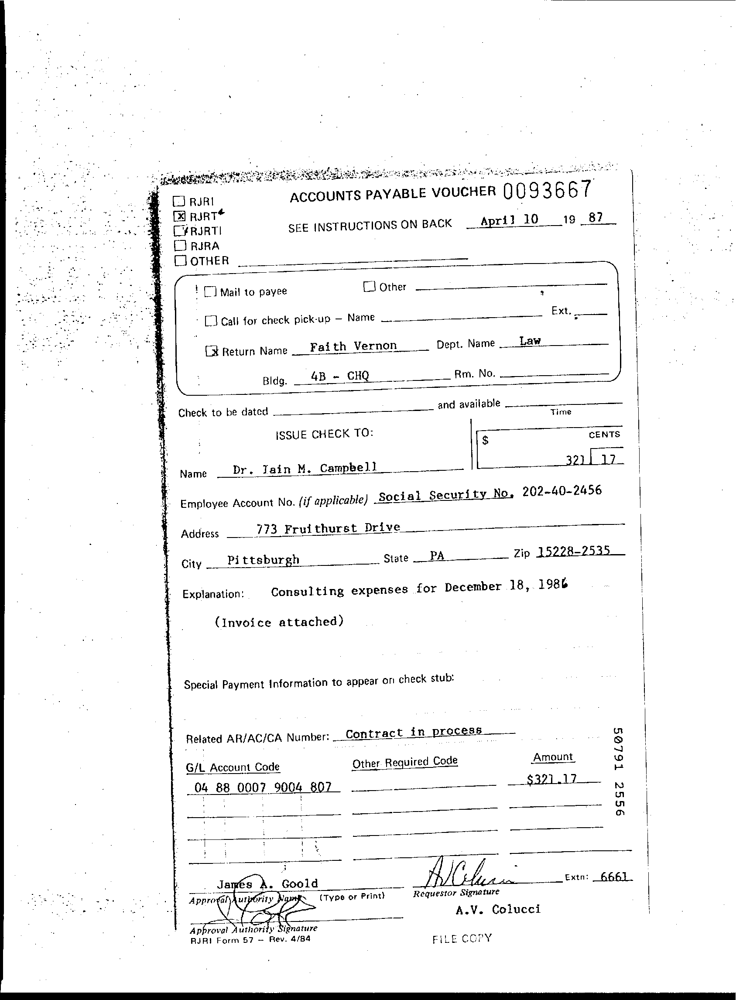 ACCOUNTS PAYABLE VOUCHER 0093667
RJRI
RJRT
RJRTI
RJRA
OTHER
SEE INSTRUCTIONS ON BACK April 10 19 87
Mail to payee Other
Call for check pick-up – Name Ext.
Return Name Faith Vernon Dept. Name Law
Bldg. 4B - CHQ Rm. No.
Check to be dated and available
Time
ISSUE CHECK TO: $ CENTS
321 17
Name Dr. Iain M. Campbell
Employee Account No. (if applicable) Social Security No. 202-40-2456
Address 773 Fruithurst Drive
City Pittsburgh State PA Zip 15228-2535
Explanation: Consulting expenses for December 18, 1986
(Invoice attached)
Special Payment Information to appear on check stub:
Related AR/AC/CA Number: Contract in process
G/L Account Code Other Required Code Amount
04 88 0007 9004 807 $321.17
50791 2556
James A. Goold A.V. Colucci Extn: 6661
Approval Authority Name (Type or Print) Requestor Signature
A.V. Colucci
Approval Authority Signature
RJRI Form 57 – Rev. 4/84 FILE COPY